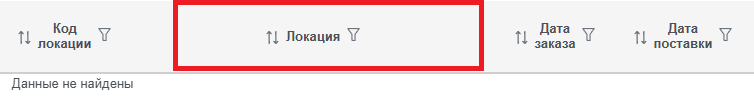 Код
локации
Локация
Дата
заказа
Дата
поставки
Данные не найдены